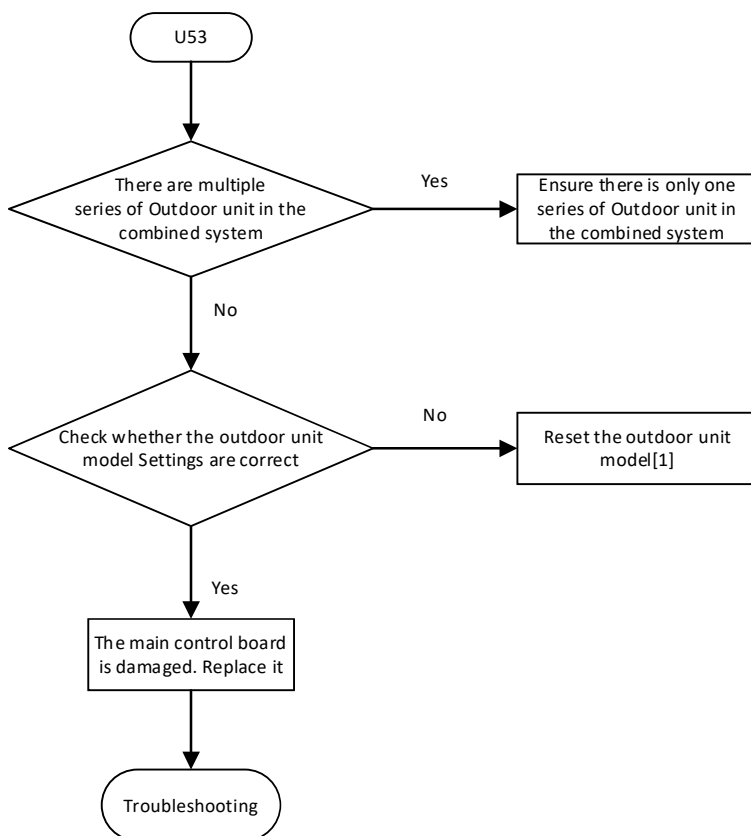 U53
There are multiple
series of Outdoor unit in the
combined system
Yes
Ensure there is only one
series of Outdoor unit in
the combined system
No
Check whether the outdoor unit
model Settings are correct
No
Reset the outdoor unit
model[1]
Yes
The main control board
is damaged. Replace it
Troubleshooting